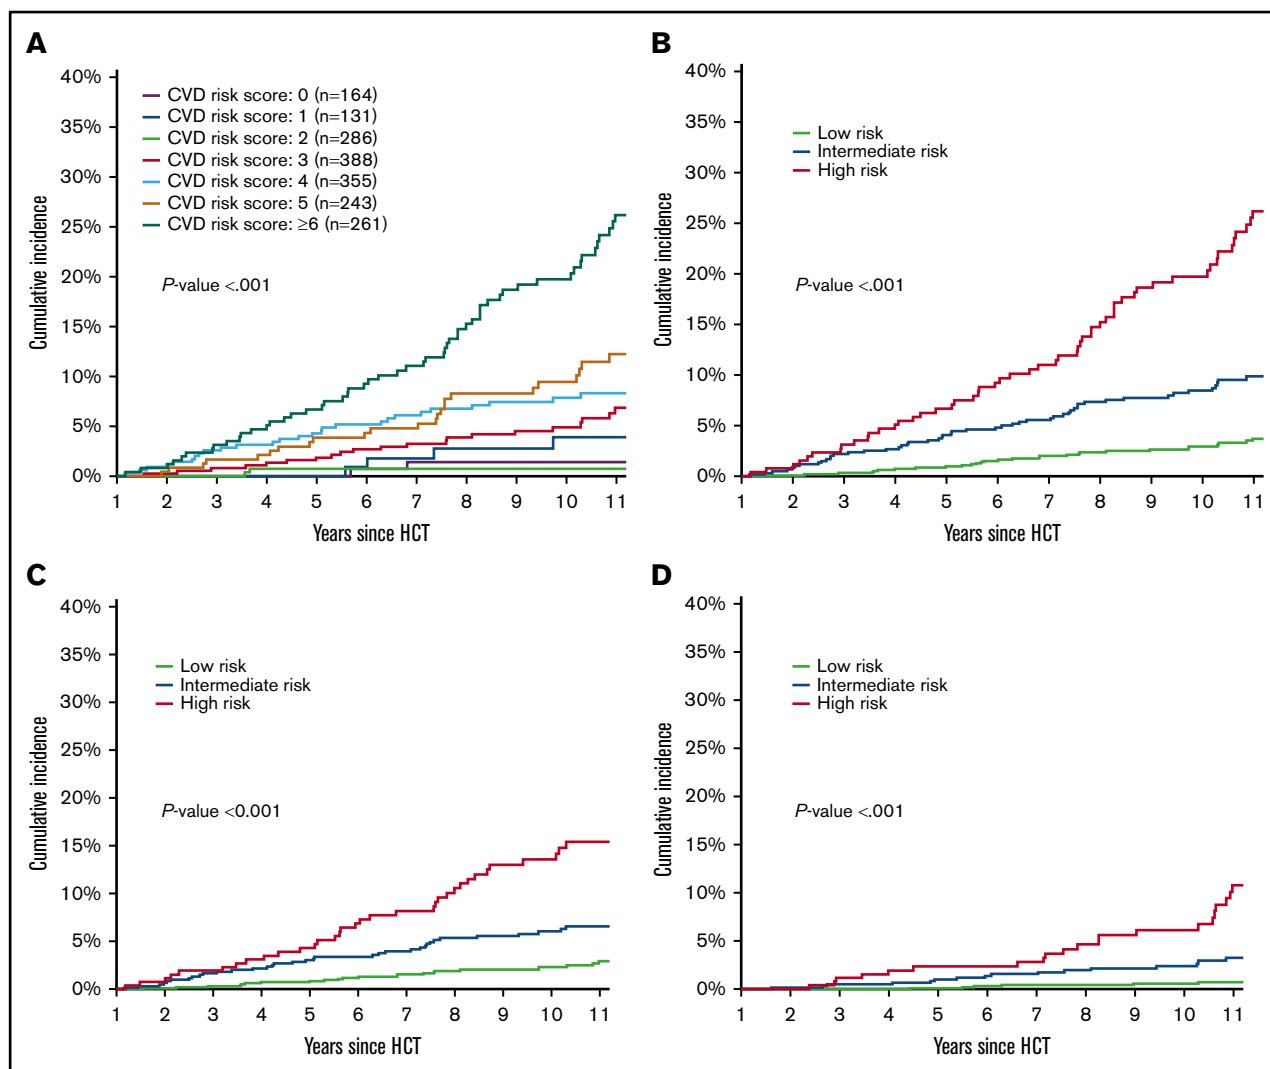 A
40%
35%
30%
25%
20%
15%
10%
5%
0%
Cumulative incidence
CVD risk score: 0 (n=164)
CVD risk score: 1 (n=131)
CVD risk score: 2 (n=286)
CVD risk score: 3 (n=388)
CVD risk score: 4 (n=355)
CVD risk score: 5 (n=243)
CVD risk score: ≥6 (n=261)
P-value <.001
1 2 3 4 5 6 7 8 9 10 11
Years since HCT
B
40%
35%
30%
25%
20%
15%
10%
5%
0%
Cumulative incidence
Low risk
Intermediate risk
High risk
P-value <.001
1 2 3 4 5 6 7 8 9 10 11
Years since HCT
C
40%
35%
30%
25%
20%
15%
10%
5%
0%
Cumulative incidence
Low risk
Intermediate risk
High risk
P-value <0.001
1 2 3 4 5 6 7 8 9 10 11
Years since HCT
D
40%
35%
30%
25%
20%
15%
10%
5%
0%
Cumulative incidence
Low risk
Intermediate risk
High risk
P-value <.001
1 2 3 4 5 6 7 8 9 10 11
Years since HCT